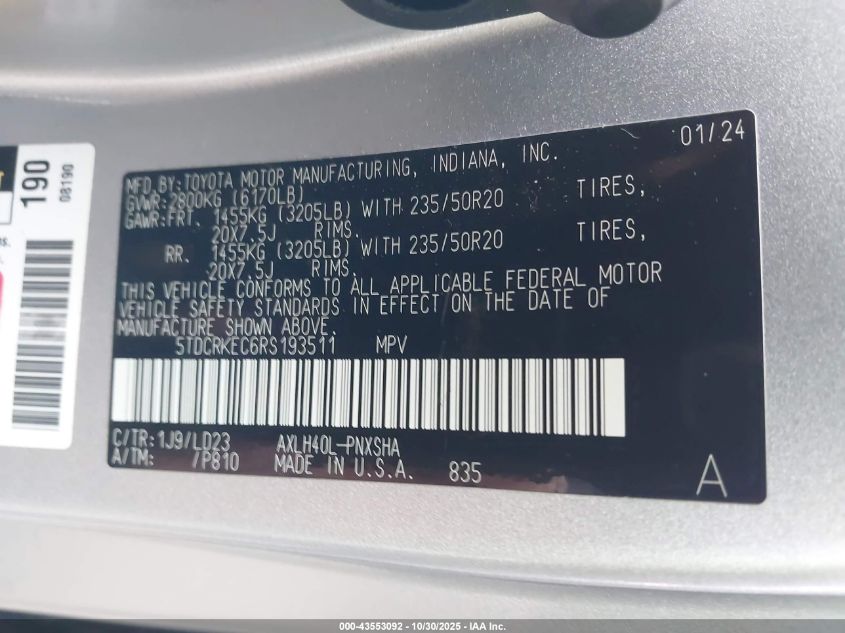 01/24
MFD.BY:TOYOTA MOTOR MANUFACTURING, INDIANA, INC.
GVWR:2800KG (6170LB)
GAWR:FRT. 1455KG (3205LB) WITH 235/50R20 TIRES,
20X7.5J RIMS.
RR. 1455KG (3205LB) WITH 235/50R20 TIRES,
20X7.5J RIMS.
THIS VEHICLE CONFORMS TO ALL APPLICABLE FEDERAL MOTOR
VEHICLE SAFETY STANDARDS IN EFFECT ON THE DATE OF
MANUFACTURE SHOWN ABOVE.
5TDCRKEC6RS193511 MPV
C/TR:1J9/LD23 AXLH40L-PNXSHA
A/TM: /P810 MADE IN U.S.A. 835
A
190
08190
000-43553092 - 10/30/2025 - IAA Inc.